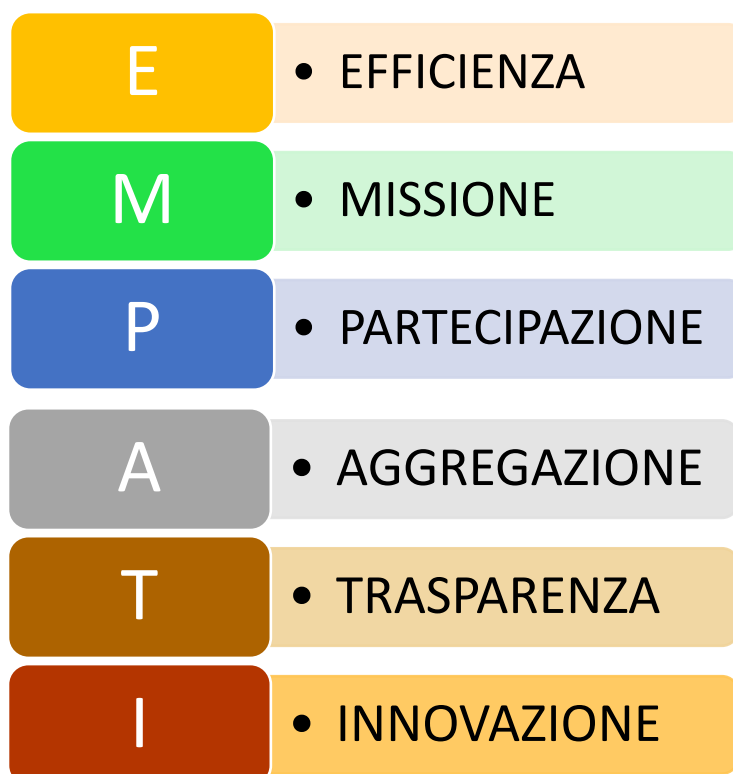 E • EFFICIENZA
M • MISSIONE
P • PARTECIPAZIONE
A • AGGREGAZIONE
T • TRASPARENZA
I • INNOVAZIONE